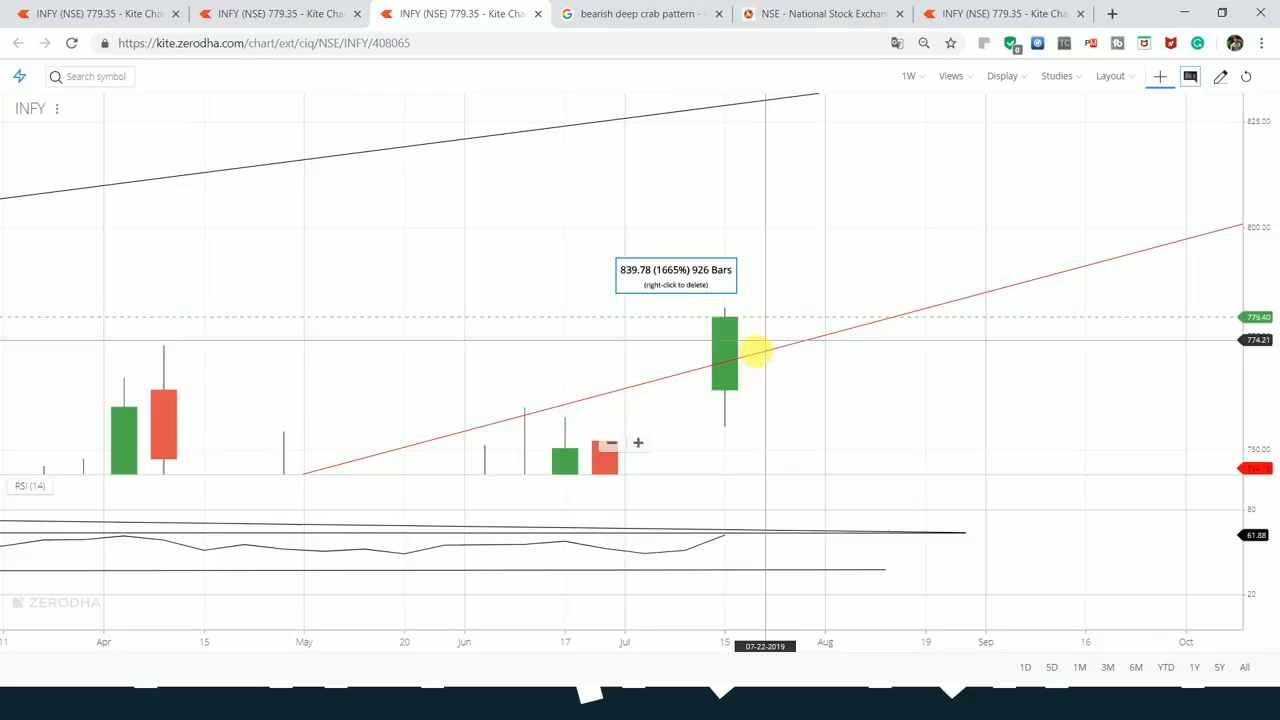 INFY (NSE) 779.35 - Kite Cha
INFY (NSE) 779.35 - Kite Cha
INFY (NSE) 779.35 - Kite Cha
bearish deep crab pattern - G
NSE - National Stock Exchan
INFY (NSE) 779.35 - Kite Cha
https://kite.zerodha.com/chart/ext/ciq/NSE/INFY/408065
Search symbol
1W Views Display Studies Layout
INFY
825.00
800.00
839.78 (1665%) 926 Bars
(right-click to delete)
779.40
774.21
750.00
RSI (14)
80
61.88
20
ZERODHA
11 Apr 15 May 20 Jun 17 Jul 15 Aug 19 Sep 16 Oct
07-22-2019
1D 5D 1M 3M 6M YTD 1Y 5Y All